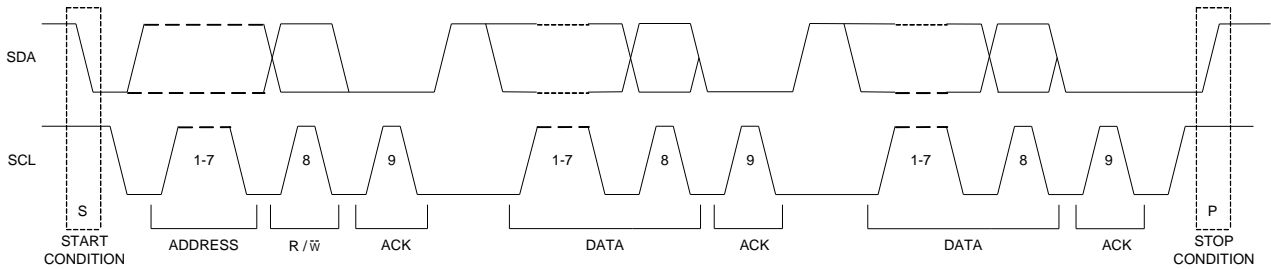 SDA
SCL
1-7
8
9
1-7
8
9
1-7
8
9
S
P
START
CONDITION
ADDRESS
R / W̅
ACK
DATA
ACK
DATA
ACK
STOP
CONDITION